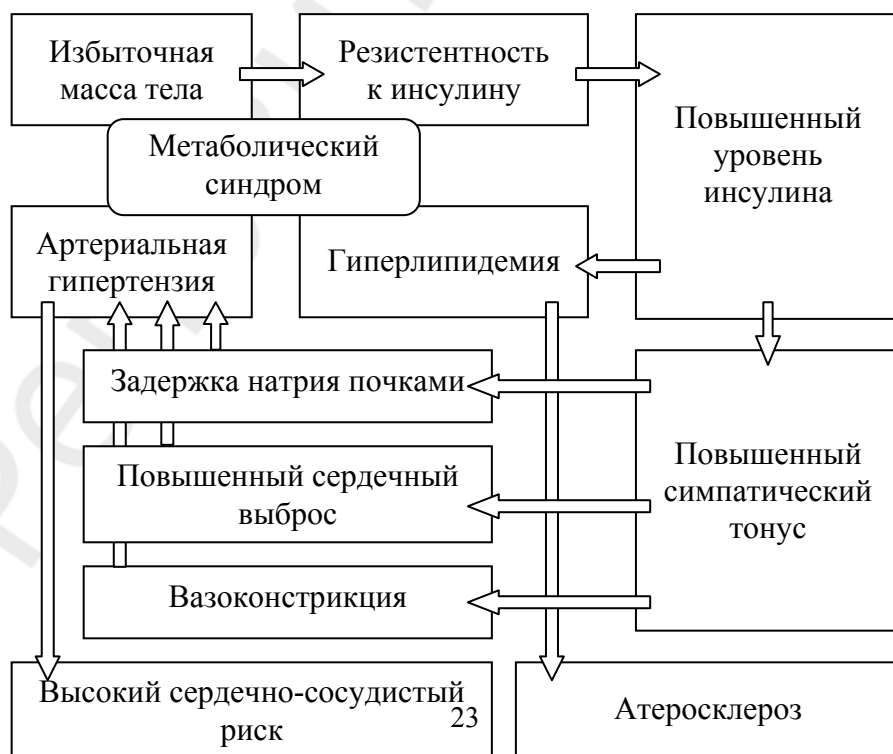 Избыточная
масса тела
Резистентность
к инсулину
Повышенный
уровень
инсулина
Метаболический
синдром
Артериальная
гипертензия
Гиперлипидемия
Задержка натрия почками
Повышенный сердечный
выброс
Повышенный
симпатический
тонус
Вазоконстрикция
Высокий сердечно-сосудистый
риск
23
Атеросклероз